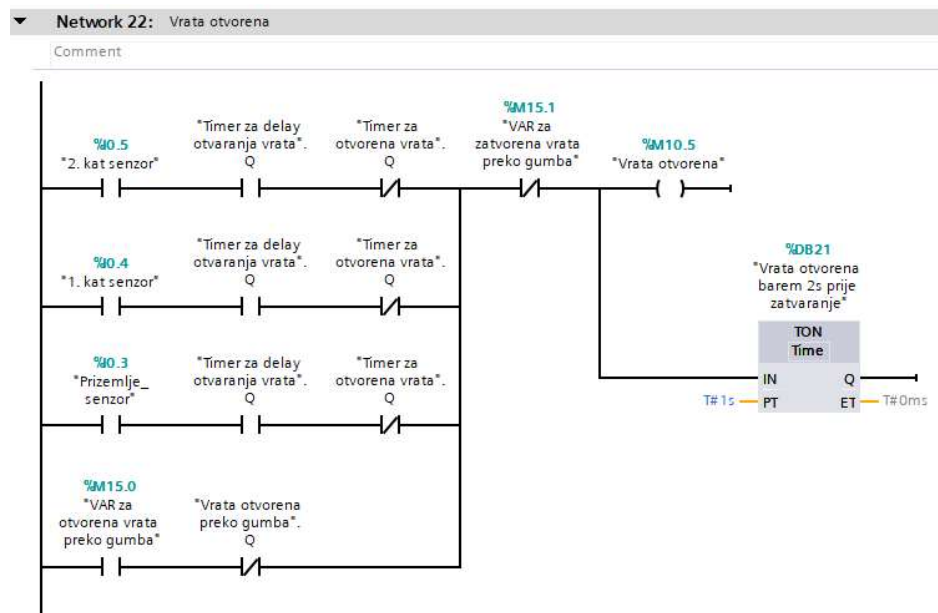 Network 22: Vrata otvorena
Comment
%I0.5
"2. kat senzor"
"Timer za delay
otvaranja vrata".
Q
"Timer za
otvorena vrata".
Q
%M15.1
"VAR za
zatvorena vrata
preko gumba"
%M10.5
"Vrata otvorena"
%I0.4
"1. kat senzor"
"Timer za delay
otvaranja vrata".
Q
"Timer za
otvorena vrata".
Q
%DB21
"Vrata otvorena
barem 2s prije
zatvaranje"
TON
Time
IN
Q
T#1s
PT
ET
T#0ms
%I0.3
"Prizemlje_
senzor"
"Timer za delay
otvaranja vrata".
Q
"Timer za
otvorena vrata".
Q
%M15.0
"VAR za
otvorena vrata
preko gumba"
"Vrata otvorena
preko gumba".
Q